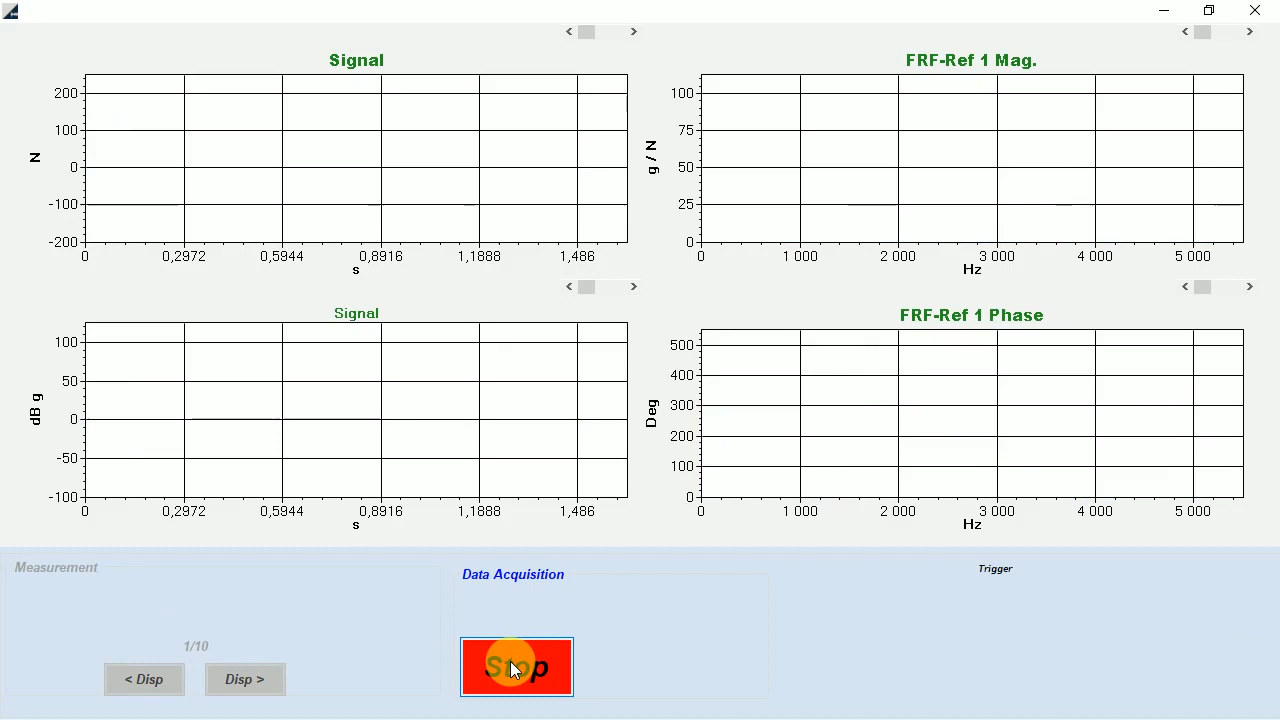 Signal
200
100
0
-100
-200
N
0
0,2972
0,5944
0,8916
1,1888
1,486
s
FRF-Ref 1 Mag.
100
75
50
25
0
g / N
0
1 000
2 000
3 000
4 000
5 000
Hz
Signal
100
50
0
-50
-100
dB g
0
0,2972
0,5944
0,8916
1,1888
1,486
s
FRF-Ref 1 Phase
500
400
300
200
100
0
Deg
0
1 000
2 000
3 000
4 000
5 000
Hz
Measurement
1/10
< Disp
Disp >
Data Acquisition
Stop
Trigger